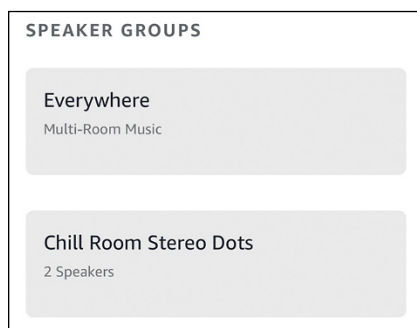 SPEAKER GROUPS
Everywhere
Multi-Room Music
Chill Room Stereo Dots
2 Speakers